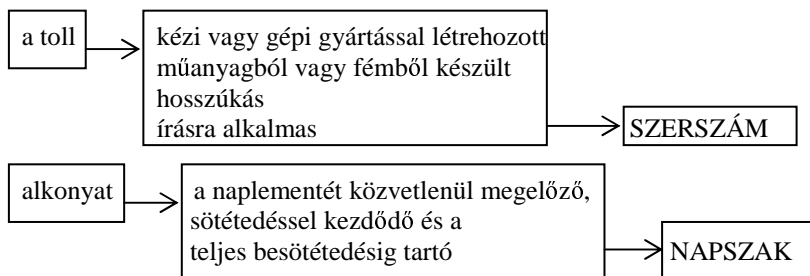 a toll
kézi vagy gépi gyártással létrehozott
műanyagból vagy fémből készült
hosszúkás
írásra alkalmas
SZERSZÁM
alkonyat
a naplementét közvetlenül megelőző,
sötétedéssel kezdődő és a
teljes besötétedésig tartó
NAPSZAK